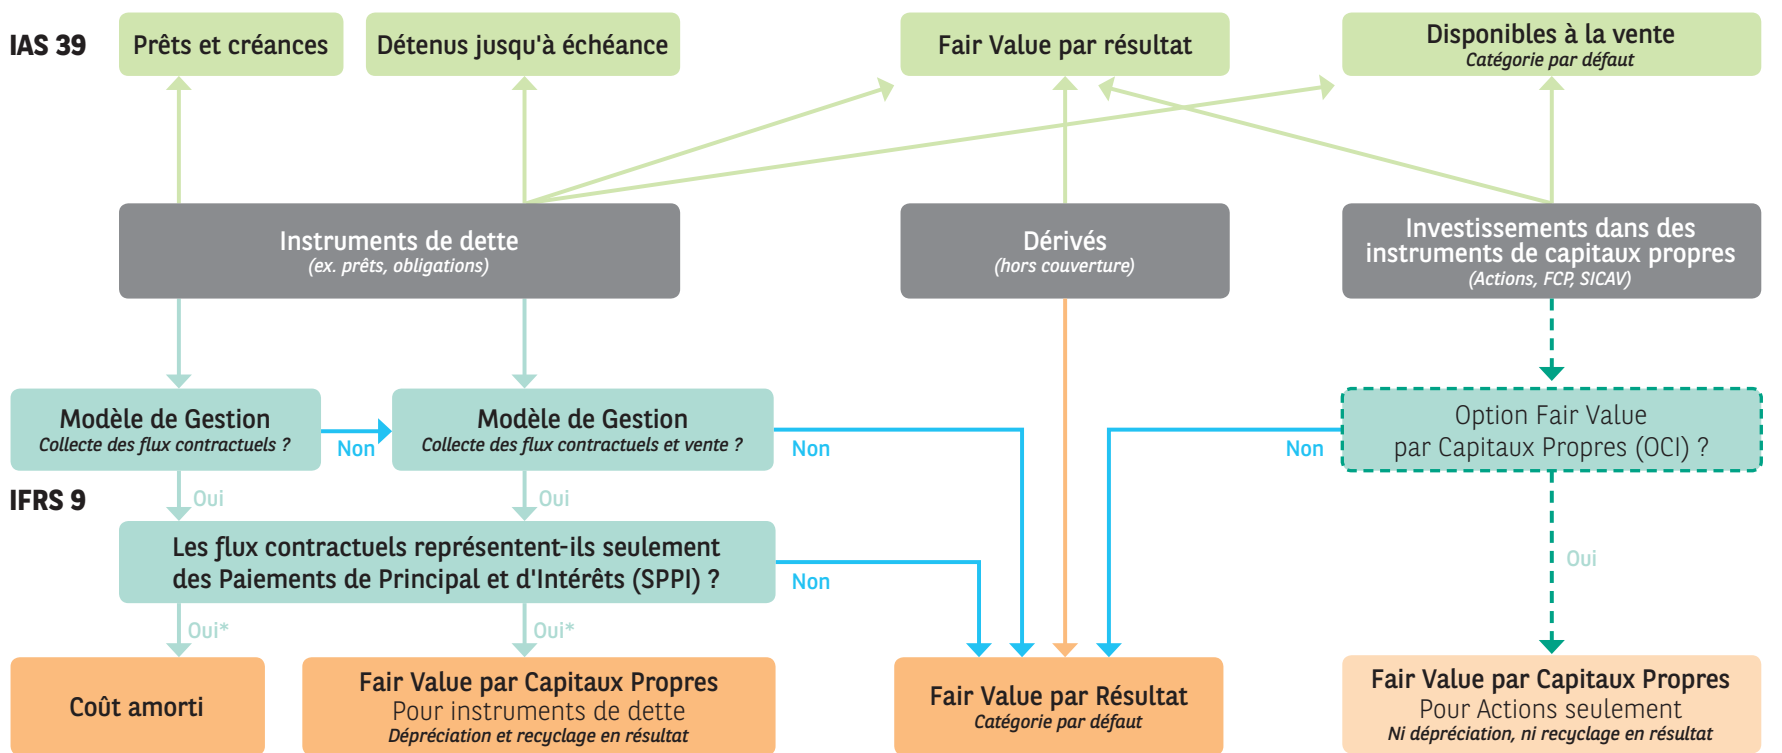 IAS 39
Prêts et créances
Détenus jusqu'à échéance
Fair Value par résultat
Disponibles à la vente
Catégorie par défaut
Instruments de dette
(ex. prêts, obligations)
Dérivés
(hors couverture)
Investissements dans des
instruments de capitaux propres
(Actions, FCP, SICAV)
Modèle de Gestion
Collecte des flux contractuels ?
Non
Modèle de Gestion
Collecte des flux contractuels et vente ?
Non
Non
Option Fair Value
par Capitaux Propres (OCI) ?
IFRS 9
Oui
Oui
Les flux contractuels représentent-ils seulement
des Paiements de Principal et d'Intérêts (SPPI) ?
Non
Oui
Oui*
Oui*
Coût amorti
Fair Value par Capitaux Propres
Pour instruments de dette
Dépréciation et recyclage en résultat
Fair Value par Résultat
Catégorie par défaut
Fair Value par Capitaux Propres
Pour Actions seulement
Ni dépréciation, ni recyclage en résultat